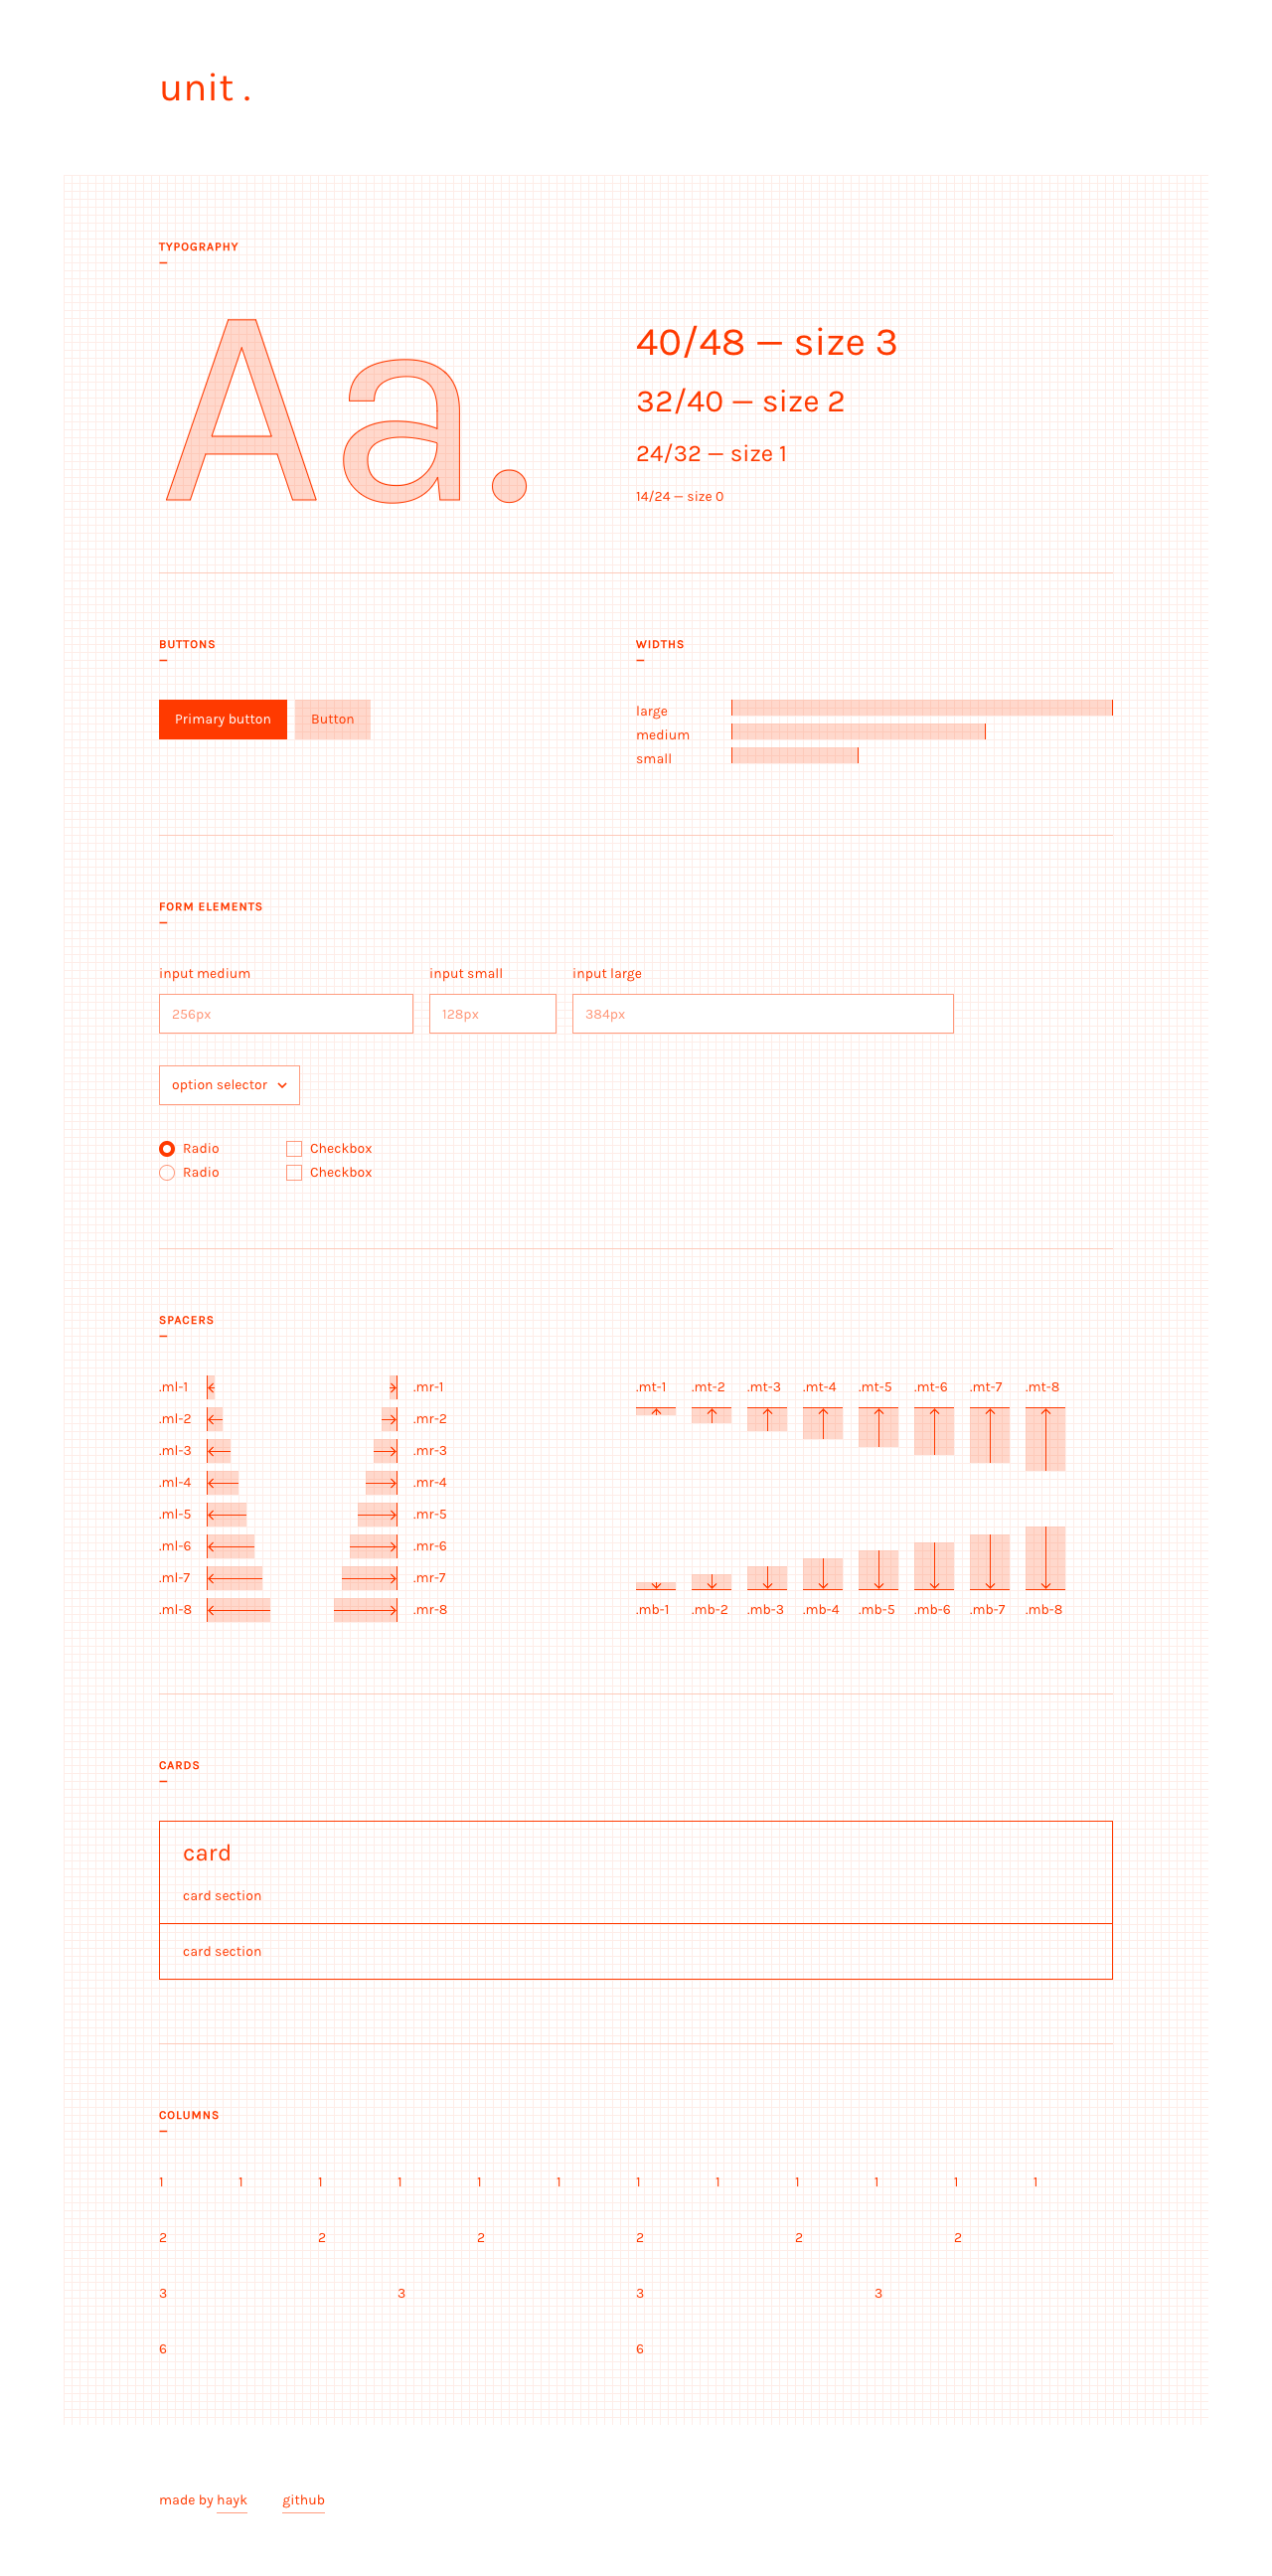 unit .
TYPOGRAPHY
Aa.
40/48 — size 3
32/40 — size 2
24/32 — size 1
14/24 — size 0
BUTTONS
Primary button
Button
WIDTHS
large
medium
small
FORM ELEMENTS
input medium
input small
input large
256px
128px
384px
option selector
Radio
Checkbox
Radio
Checkbox
SPACERS
.ml-1
.mr-1
.ml-2
.mr-2
.ml-3
.mr-3
.ml-4
.mr-4
.ml-5
.mr-5
.ml-6
.mr-6
.ml-7
.mr-7
.ml-8
.mr-8
.mt-1 .mt-2 .mt-3 .mt-4 .mt-5 .mt-6 .mt-7 .mt-8
.mb-1 .mb-2 .mb-3 .mb-4 .mb-5 .mb-6 .mb-7 .mb-8
CARDS
card
card section
card section
COLUMNS
1 1 1 1 1 1 1 1 1 1 1 1
2 2 2 2 2 2
3 3 3 3
6 6
made by hayk github